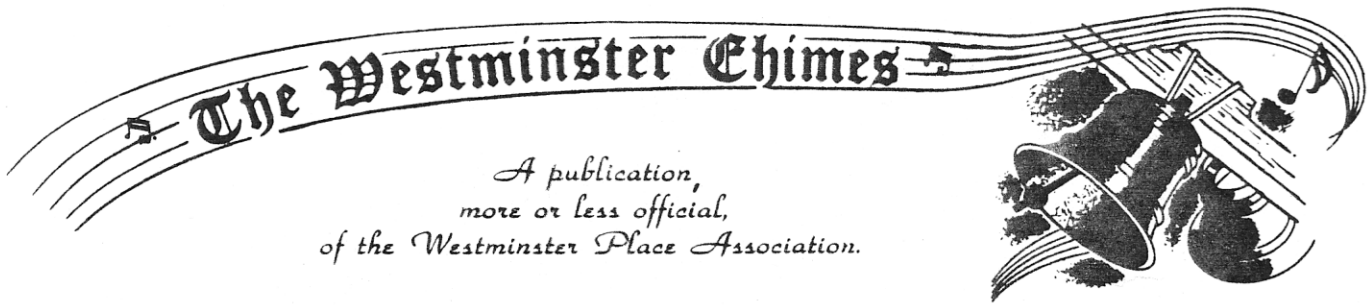 The Westminster Chimes
A publication,
more or less official,
of the Westminster Place Association.